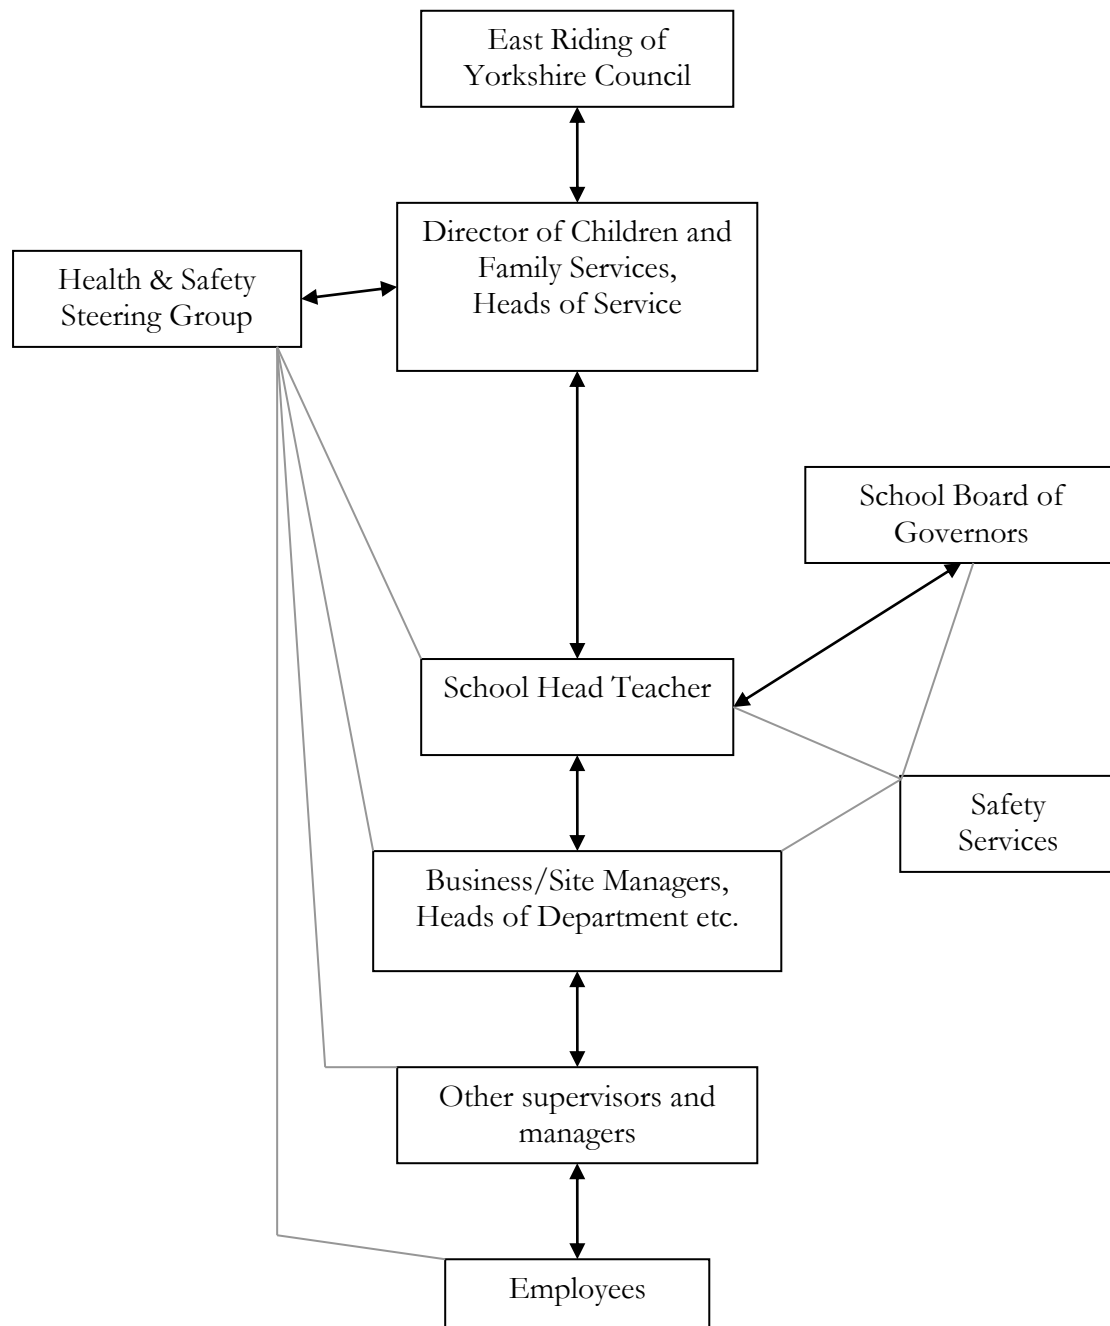 East Riding of
Yorkshire Council
Director of Children and
Family Services,
Heads of Service
Health & Safety
Steering Group
School Board of
Governors
School Head Teacher
Safety
Services
Business/Site Managers,
Heads of Department etc.
Other supervisors and
managers
Employees